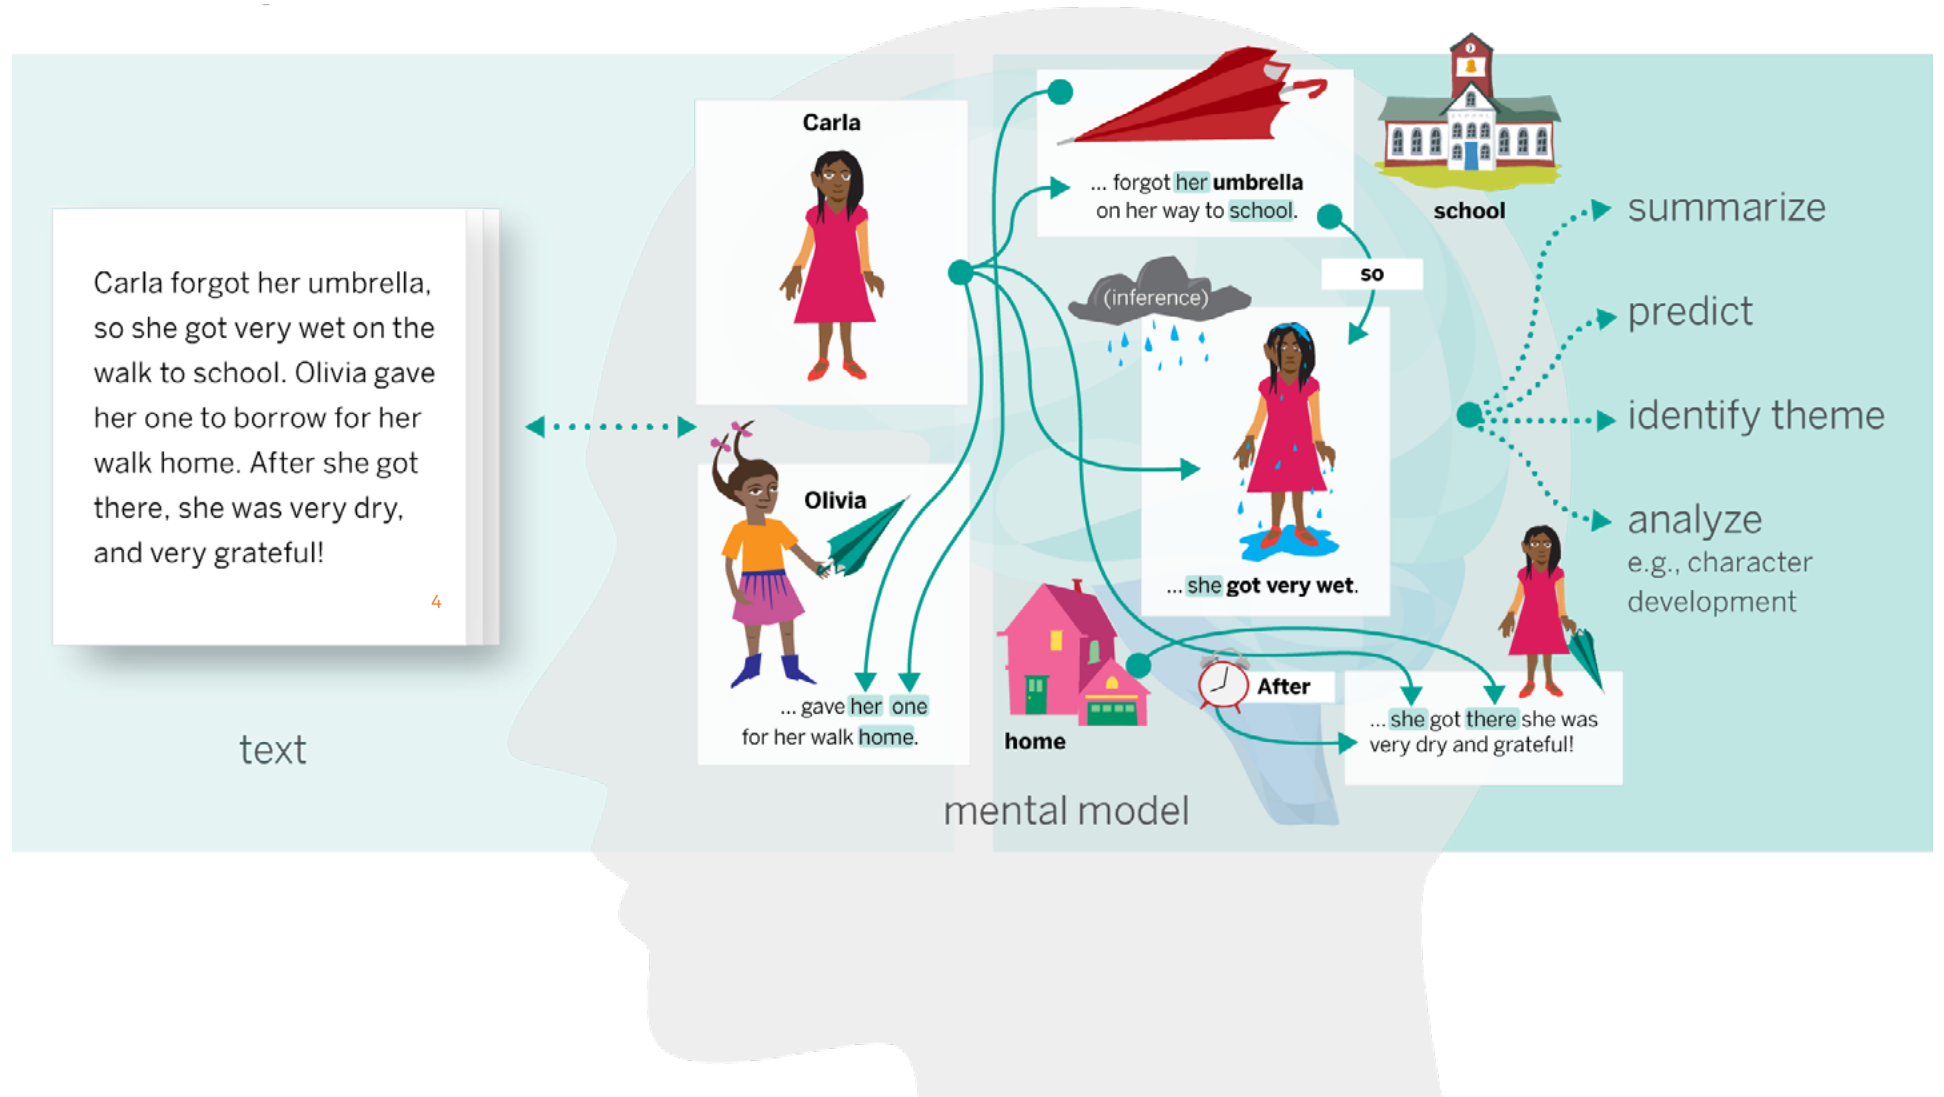 Carla forgot her umbrella,
so she got very wet on the
walk to school. Olivia gave
her one to borrow for her
walk home. After she got
there, she was very dry,
and very grateful!
4
text
Carla
Olivia
... gave her one
for her walk home.
... forgot her umbrella
on her way to school.
school
so
(inference)
... she got very wet.
home
After
... she got there she was
very dry and grateful!
mental model
summarize
predict
identify theme
analyze
e.g., character
development